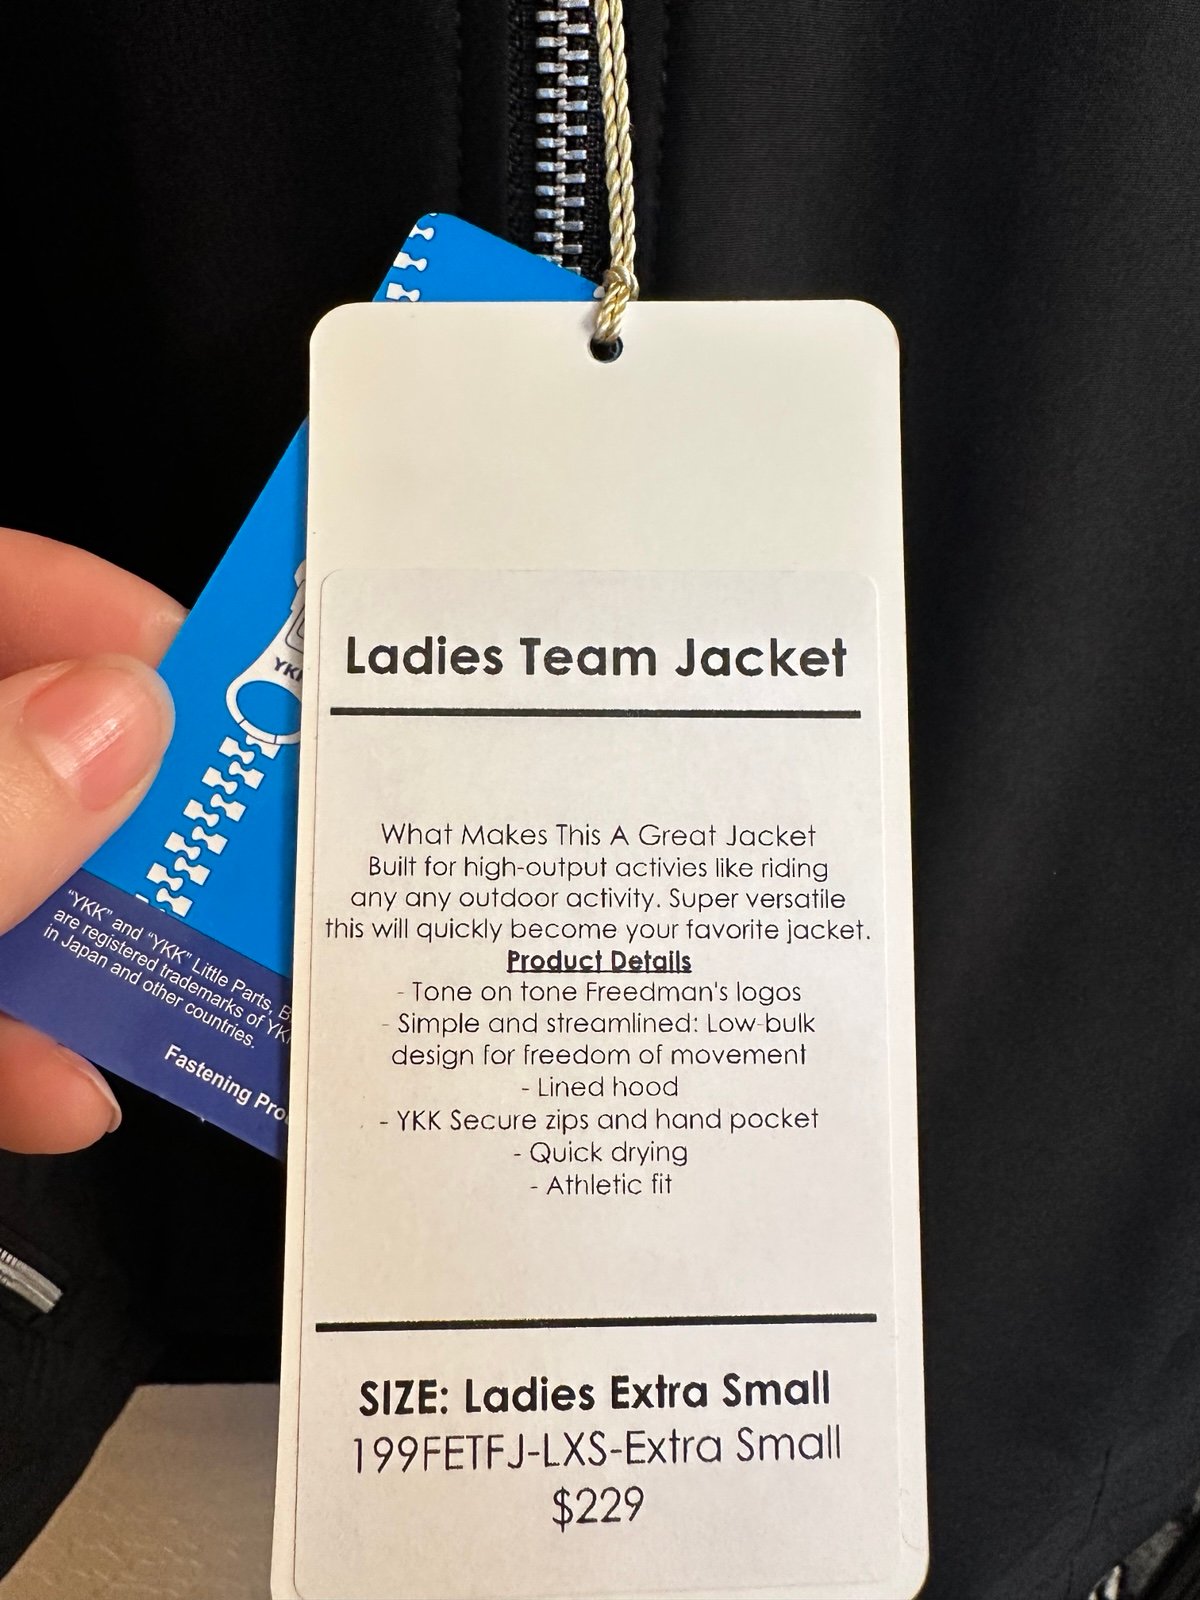 Ladies Team Jacket
What Makes This A Great Jacket
Built for high-output activies like riding
any any outdoor activity. Super versatile
this will quickly become your favorite jacket.
Product Details
- Tone on tone Freedman's logos
- Simple and streamlined: Low-bulk
design for freedom of movement
- Lined hood
- YKK Secure zips and hand pocket
- Quick drying
- Athletic fit
SIZE: Ladies Extra Small
199FETFJ-LXS-Extra Small
$229
"YKK" and "YKK" Little Parts,
are registered trademarks of
in Japan and other countries.
Fastening